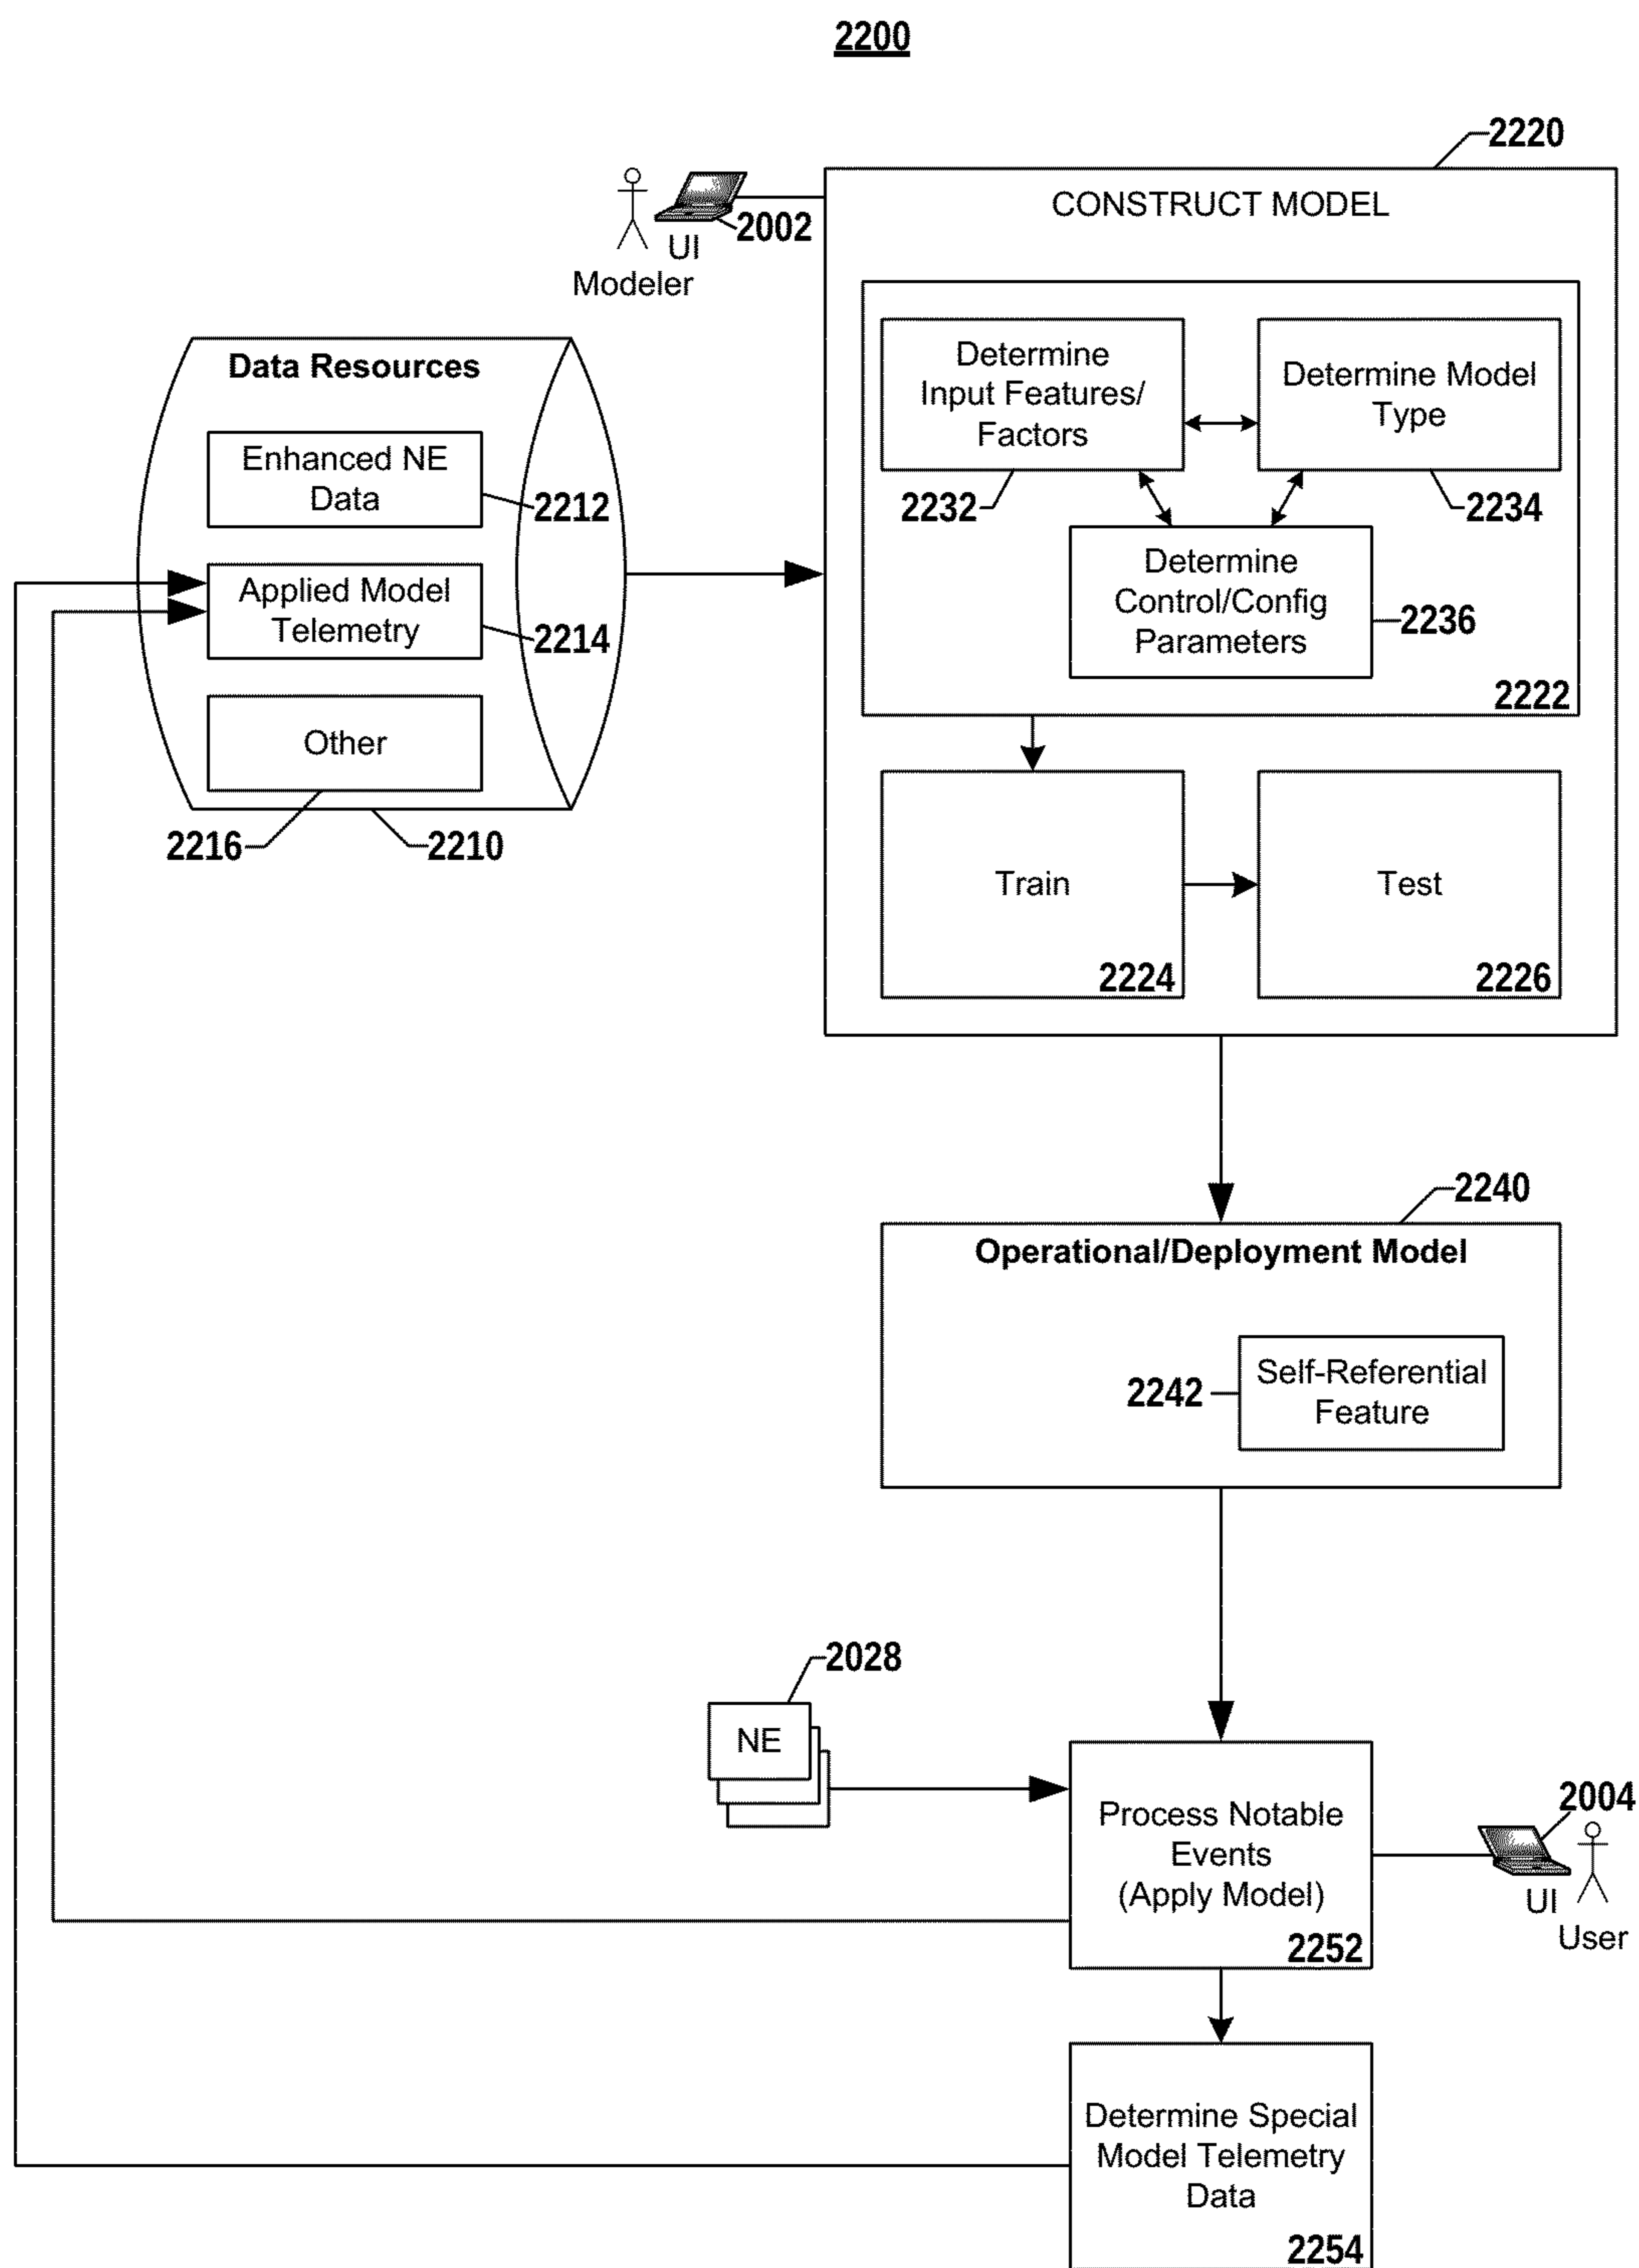 2200
2220
CONSTRUCT MODEL
2002
UI
Modeler
Data Resources
Enhanced NE
Data
2212
Applied Model
Telemetry
2214
Other
2216
2210
Determine
Input Features/
Factors
2232
Determine Model
Type
2234
Determine
Control/Config
Parameters
2236
2222
Train
2224
Test
2226
2240
Operational/Deployment Model
2242
Self-Referential
Feature
2028
NE
Process Notable
Events
(Apply Model)
2252
2004
UI
User
Determine Special
Model Telemetry
Data
2254